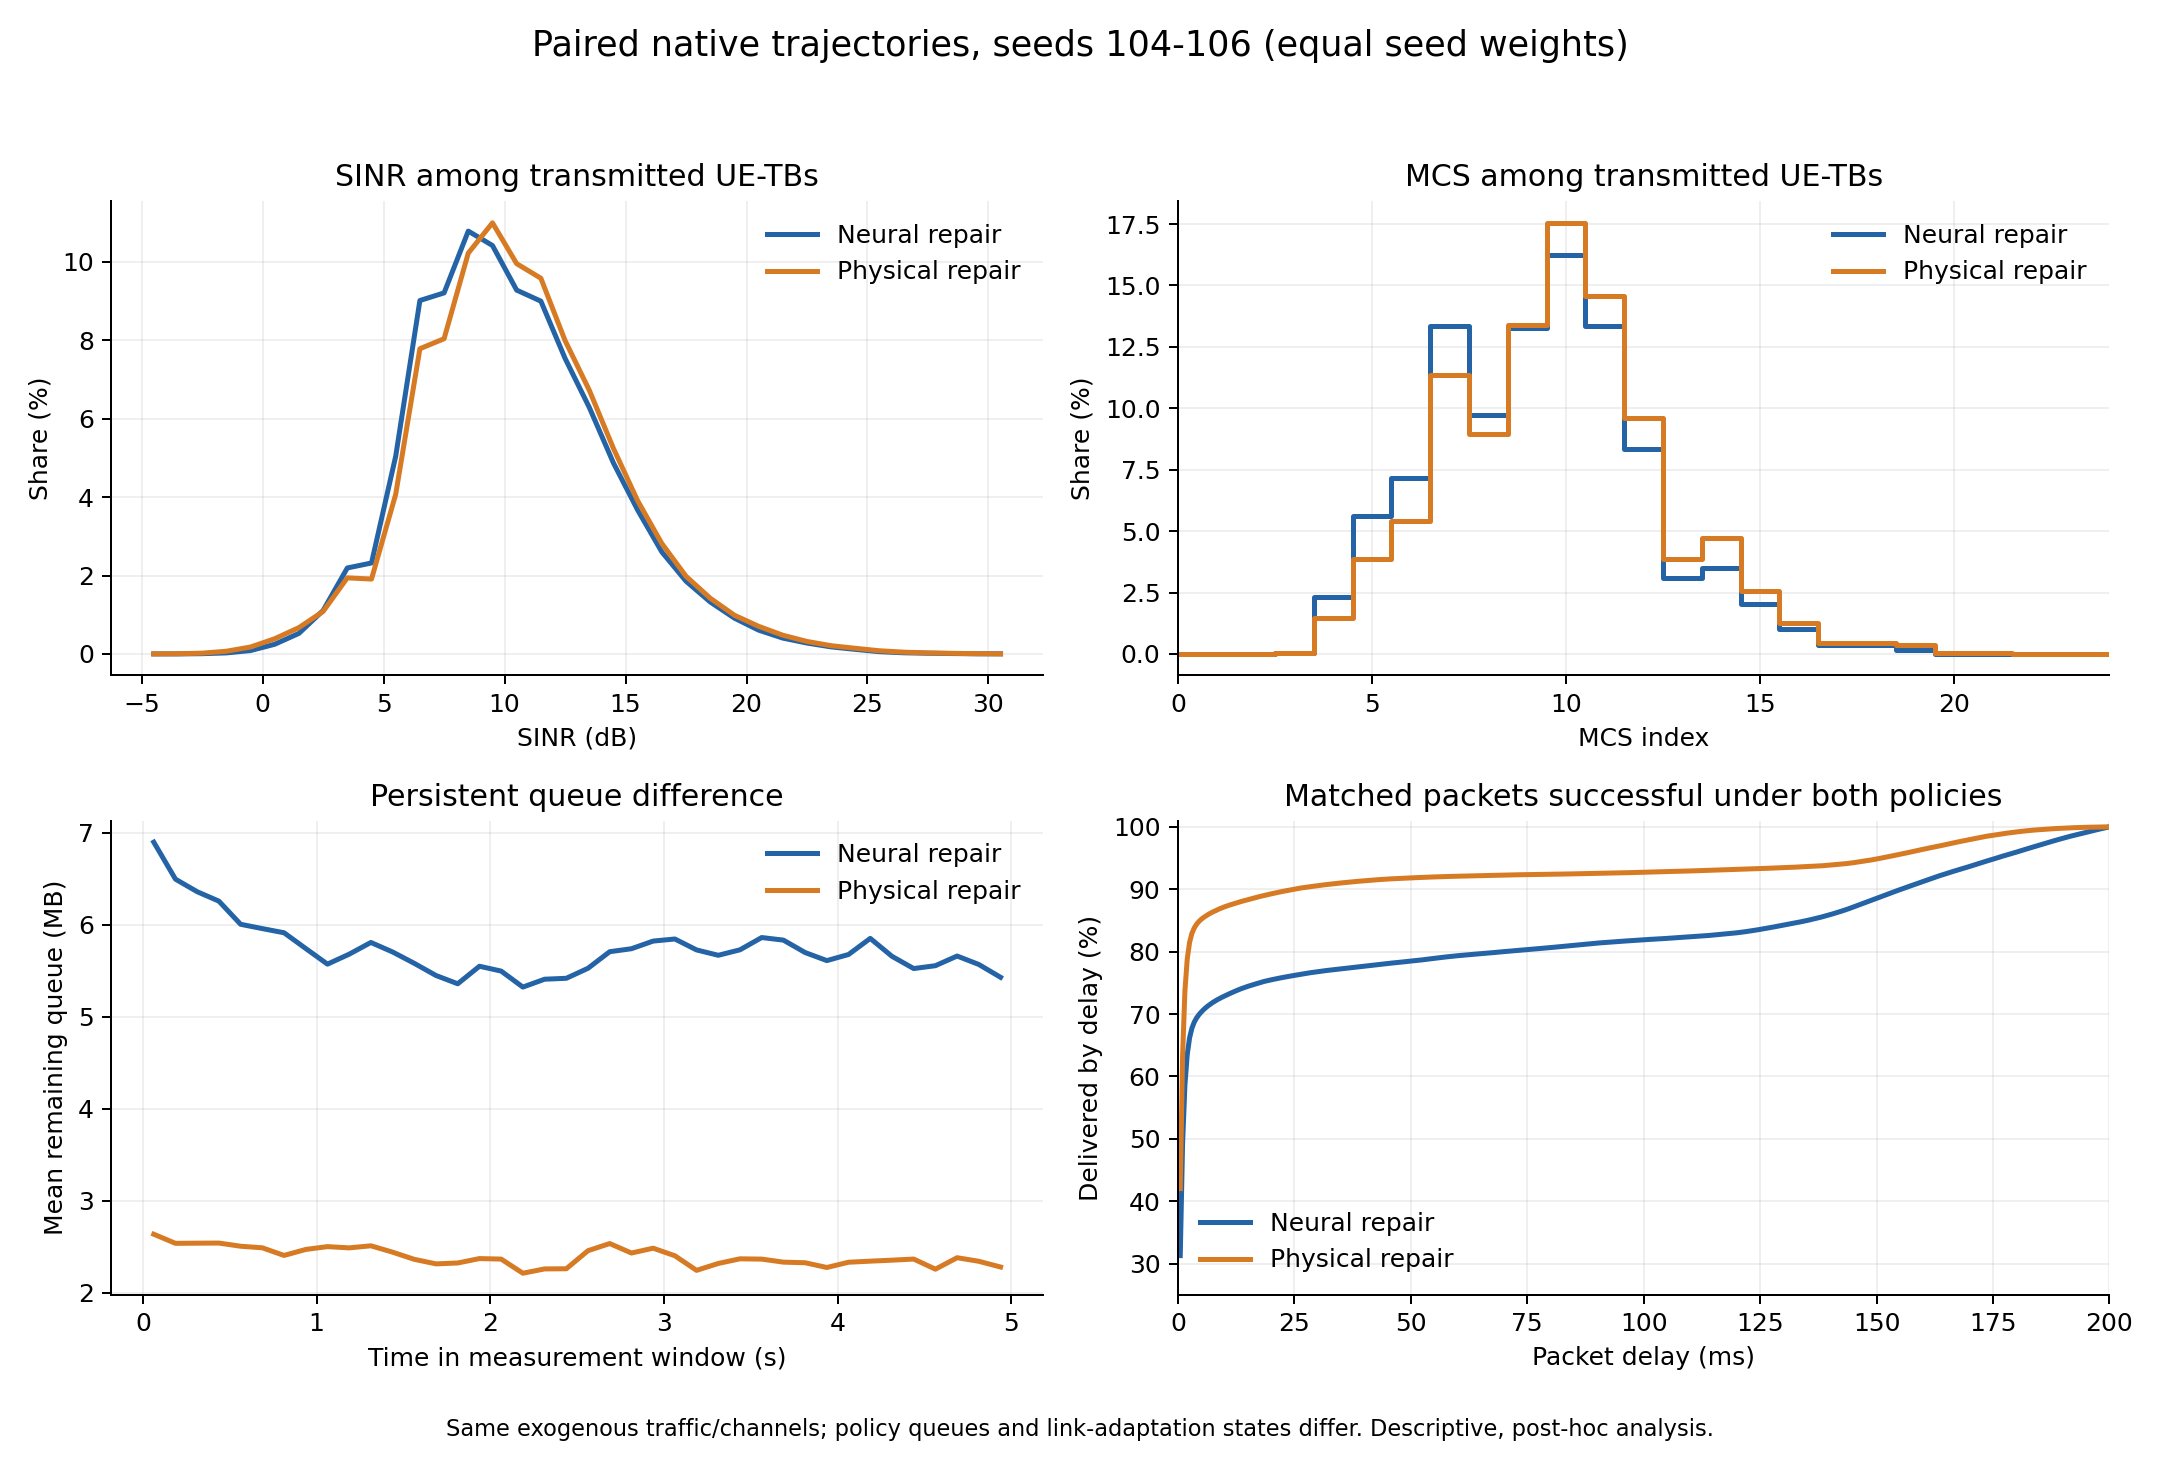 Paired native trajectories, seeds 104-106 (equal seed weights)
SINR among transmitted UE-TBs
Share (%)
10
8
6
4
2
0
−5
0
5
10
15
20
25
30
SINR (dB)
Neural repair
Physical repair
MCS among transmitted UE-TBs
Share (%)
17.5
15.0
12.5
10.0
7.5
5.0
2.5
0.0
0
5
10
15
20
MCS index
Neural repair
Physical repair
Persistent queue difference
Mean remaining queue (MB)
7
6
5
4
3
2
0
1
2
3
4
5
Time in measurement window (s)
Neural repair
Physical repair
Matched packets successful under both policies
Delivered by delay (%)
100
90
80
70
60
50
40
30
0
25
50
75
100
125
150
175
200
Packet delay (ms)
Neural repair
Physical repair
Same exogenous traffic/channels; policy queues and link-adaptation states differ. Descriptive, post-hoc analysis.